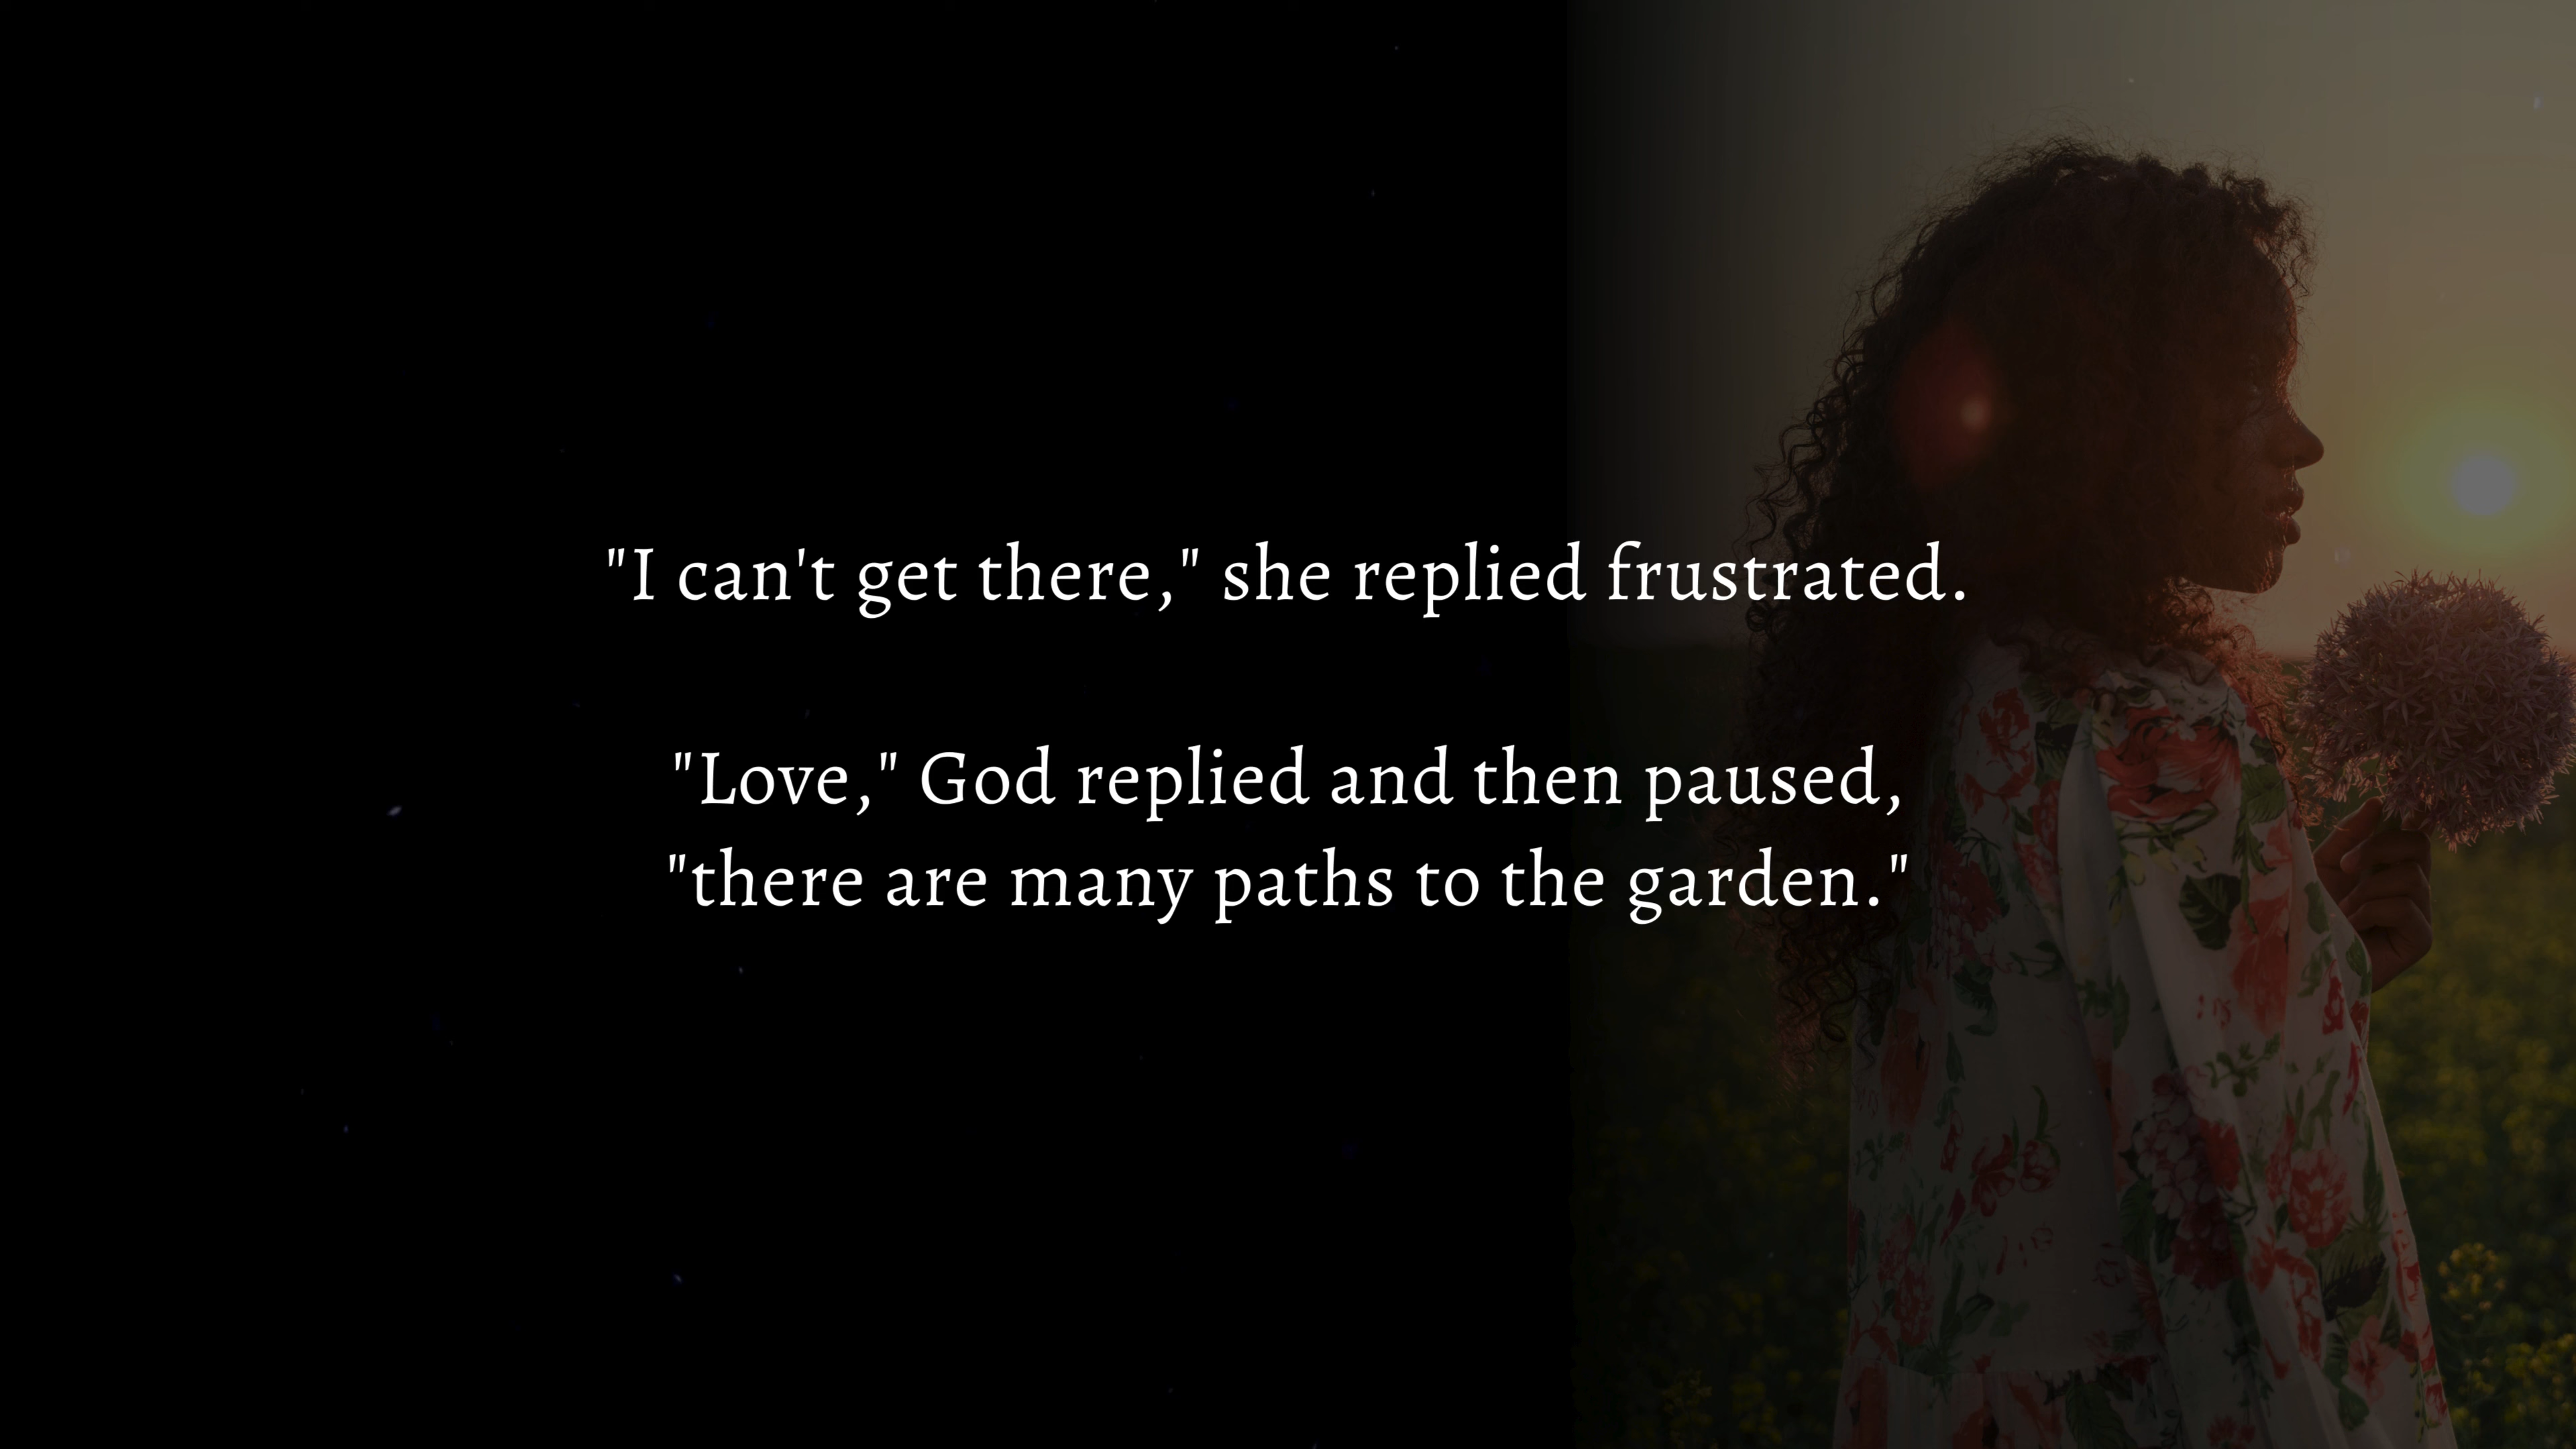 "I can't get there," she replied frustrated.
"Love," God replied and then paused,
"there are many paths to the garden."